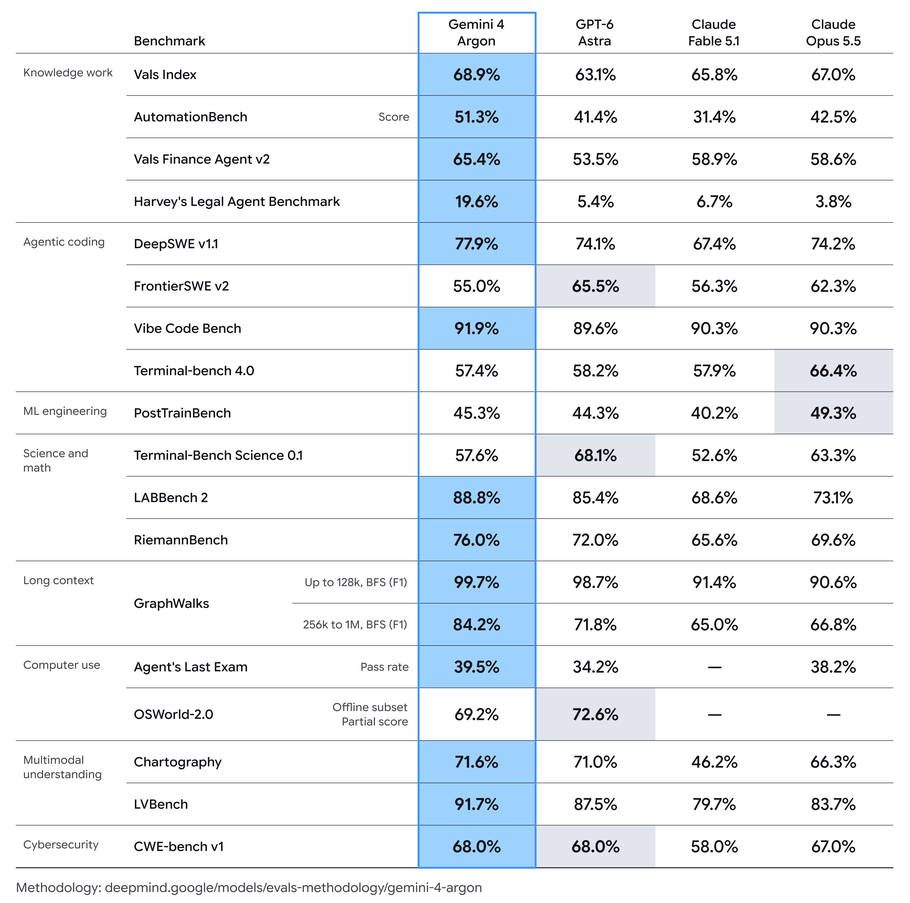 Benchmark
Gemini 4
Argon
GPT-6
Astra
Claude
Fable 5.1
Claude
Opus 5.5
Knowledge work Vals Index 68.9% 63.1% 65.8% 67.0%
AutomationBench Score 51.3% 41.4% 31.4% 42.5%
Vals Finance Agent v2 65.4% 53.5% 58.9% 58.6%
Harvey's Legal Agent Benchmark 19.6% 5.4% 6.7% 3.8%
Agentic coding DeepSWE v1.1 77.9% 74.1% 67.4% 74.2%
FrontierSWE v2 55.0% 65.5% 56.3% 62.3%
Vibe Code Bench 91.9% 89.6% 90.3% 90.3%
Terminal-bench 4.0 57.4% 58.2% 57.9% 66.4%
ML engineering PostTrainBench 45.3% 44.3% 40.2% 49.3%
Science and
math
Terminal-Bench Science 0.1 57.6% 68.1% 52.6% 63.3%
LABBench 2 88.8% 85.4% 68.6% 73.1%
RiemannBench 76.0% 72.0% 65.6% 69.6%
Long context
GraphWalks
Up to 128k, BFS (F1) 99.7% 98.7% 91.4% 90.6%
256k to 1M, BFS (F1) 84.2% 71.8% 65.0% 66.8%
Computer use Agent's Last Exam Pass rate 39.5% 34.2% — 38.2%
OSWorld-2.0
Offline subset
Partial score
69.2% 72.6% — —
Multimodal
understanding
Chartography 71.6% 71.0% 46.2% 66.3%
LVBench 91.7% 87.5% 79.7% 83.7%
Cybersecurity CWE-bench v1 68.0% 68.0% 58.0% 67.0%
Methodology: deepmind.google/models/evals-methodology/gemini-4-argon